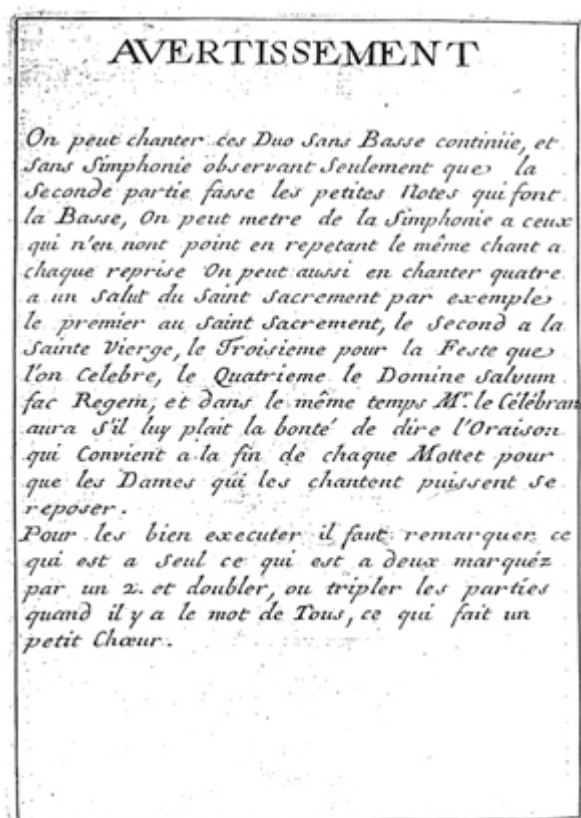 AVERTISSEMENT
On peut chanter ces Duo Sans Basse continüe, et
Sans Simphonie observant Seulement que la
Seconde partie fasse les petites Notes qui font
la Basse, On peut metre de la Simphonie a ceux
qui n'en nont point en repetant le même chant a
chaque reprise On peut aussi en chanter quatre
a un Salut du Saint Sacrement par exemple
le premier au Saint Sacrement, le Second a la
Sainte Vierge, le Troisieme pour la Feste que
l'on Celebre, le Quatrieme le Domine Salvum
fac Regem, et dans le même temps Mr. le Célébran
aura S'il luy plait la bonté de dire l'Oraison
qui Convient a la fin de chaque Mottet pour
que les Dames qui les chantent puissent Se
reposer.
Pour les bien executer il faut remarquer ce
qui est a Seul ce qui est a deux marquéz
par un 2. et doubler, ou tripler les parties
quand il y a le mot de Tous, ce qui fait un
petit Chœur.